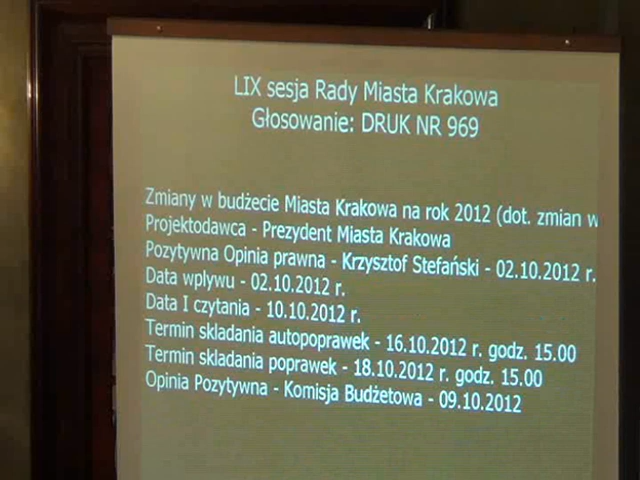 LIX sesja Rady Miasta Krakowa
Głosowanie: DRUK NR 969
Zmiany w budżecie Miasta Krakowa na rok 2012 (dot. zmian w
Projektodawca - Prezydent Miasta Krakowa
Pozytywna Opinia prawna - Krzysztof Stefański - 02.10.2012 r.
Data wpływu - 02.10.2012 r.
Data I czytania - 10.10.2012 r.
Termin składania autopoprawek - 16.10.2012 r. godz. 15.00
Termin składania poprawek - 18.10.2012 r. godz. 15.00
Opinia Pozytywna - Komisja Budżetowa - 09.10.2012